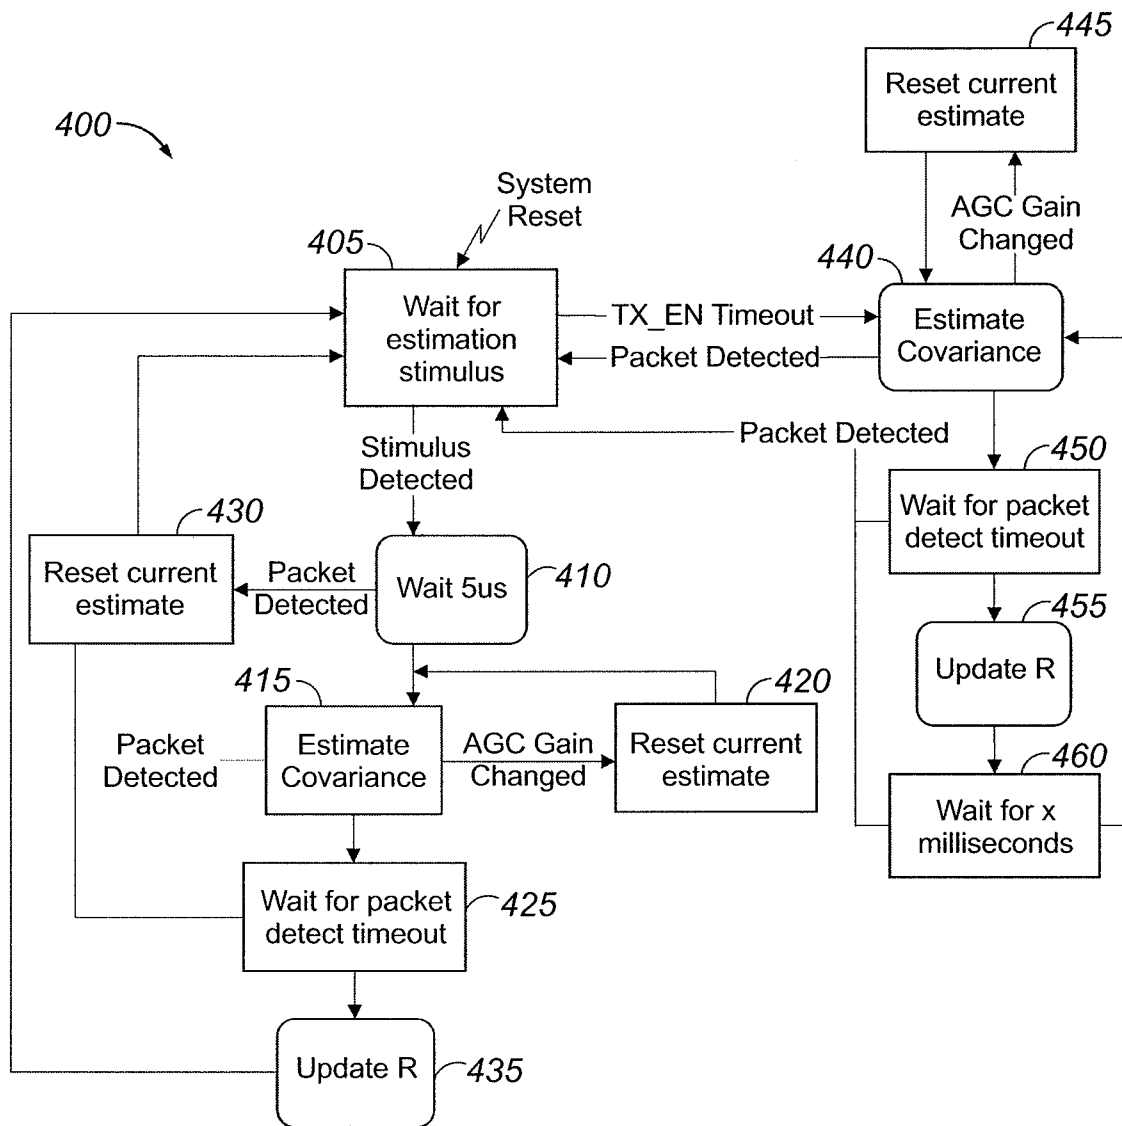 445
Reset current
estimate
400
System
Reset
AGC Gain
Changed
405
440
Wait for
estimation
stimulus
TX_EN Timeout
Packet Detected
Estimate
Covariance
Packet Detected
Stimulus
Detected
450
Wait for packet
detect timeout
430
Reset current
estimate
Packet
Detected
Wait 5us
410
455
Update R
415
420
Packet
Detected
Estimate
Covariance
AGC Gain
Changed
Reset current
estimate
460
Wait for x
milliseconds
Wait for packet
detect timeout
425
Update R
435